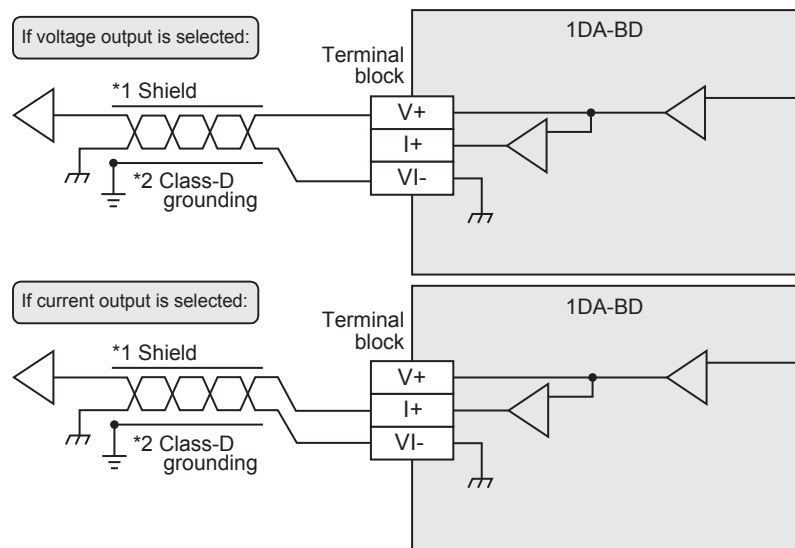 If voltage output is selected:
1DA-BD
Terminal
block
*1 Shield
V+
I+
VI-
*2 Class-D
grounding
If current output is selected:
1DA-BD
Terminal
block
*1 Shield
V+
I+
VI-
*2 Class-D
grounding